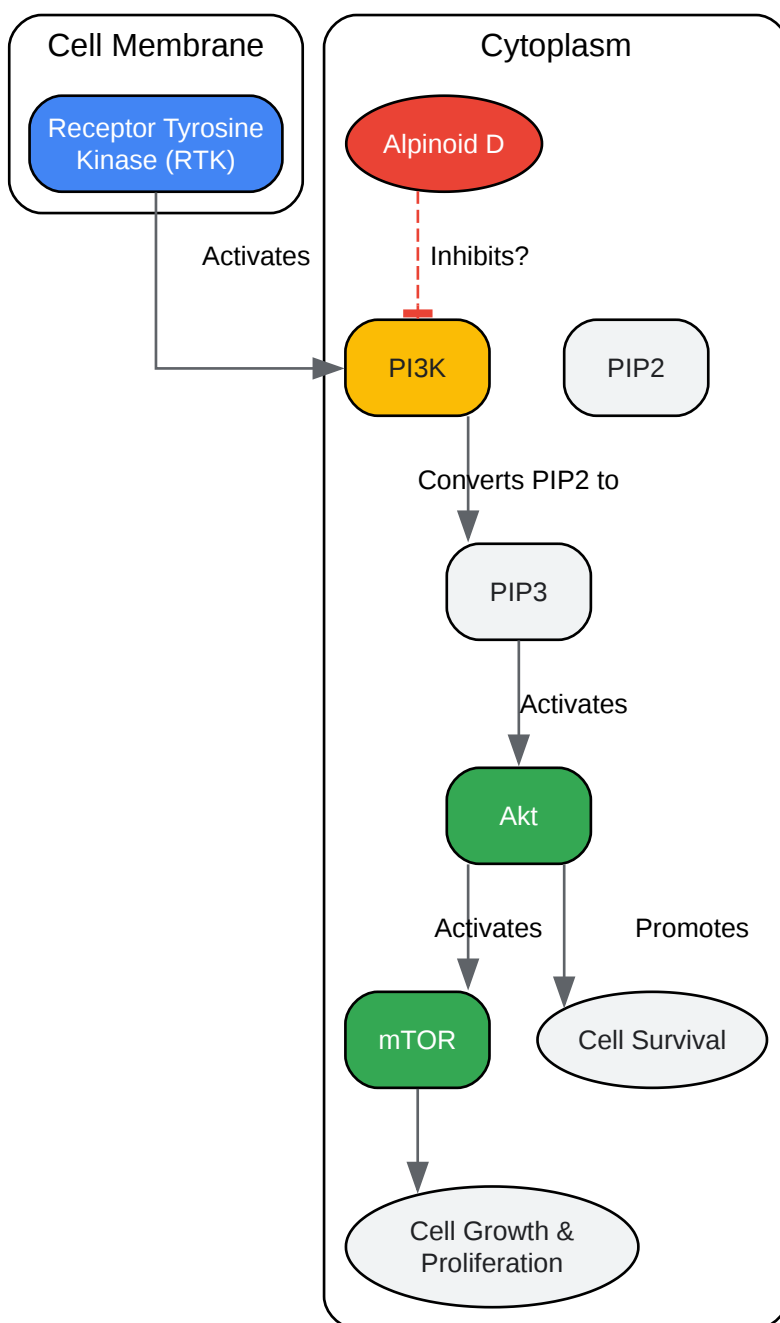 Cell Membrane
Cytoplasm
Receptor Tyrosine
Kinase (RTK)
Alpinoid D
Activates
Inhibits?
PI3K
PIP2
Converts PIP2 to
PIP3
Activates
Akt
Activates
Promotes
mTOR
Cell Survival
Cell Growth &
Proliferation